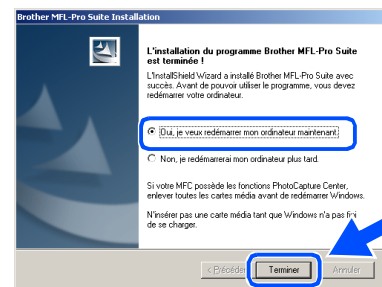 Brother MFL-Pro Suite Installation
L'installation du programme Brother MFL-Pro Suite
est terminée !
L'InstallShield Wizard a installé Brother MFL-Pro Suite avec
succès. Avant de pouvoir utiliser le programme, vous devez
redémarrer votre ordinateur.
Oui, je veux redémarrer mon ordinateur maintenant.
Non, je redémarrerai mon ordinateur plus tard.
Si votre MFC possède les fonctions PhotoCapture Center,
enlever toutes les cartes média avant de redémarrer Windows.
N'insérer pas une carte média tant que Windows n'a pas fini
de se charger.
< Précédent Terminer Annuler